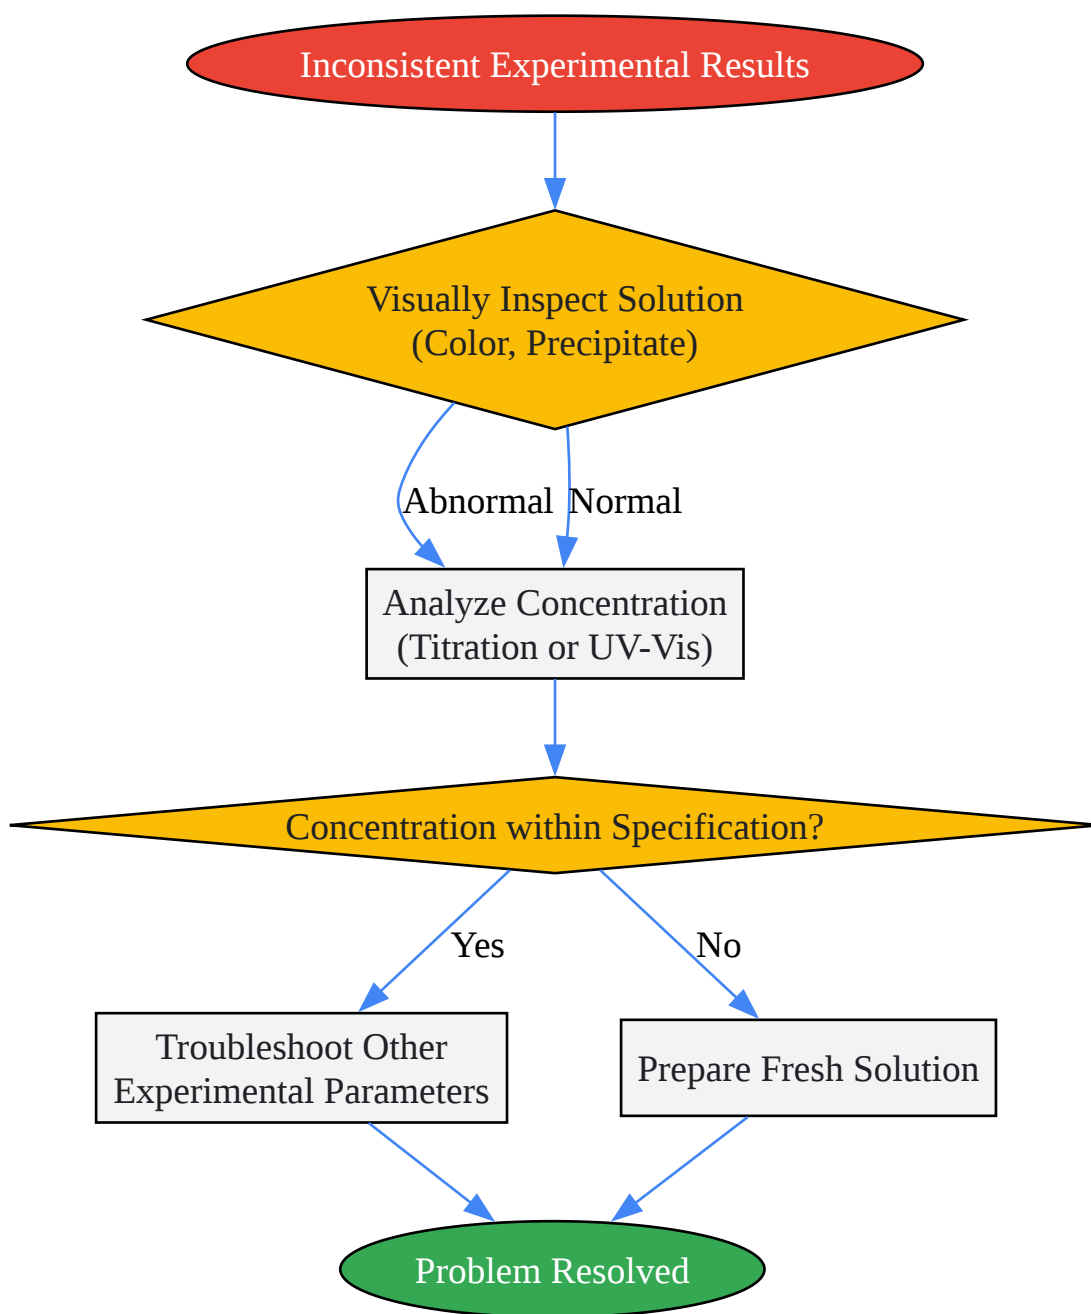 Inconsistent Experimental Results
Visually Inspect Solution
(Color, Precipitate)
Abnormal
Normal
Analyze Concentration
(Titration or UV-Vis)
Concentration within Specification?
Yes
No
Troubleshoot Other
Experimental Parameters
Prepare Fresh Solution
Problem Resolved